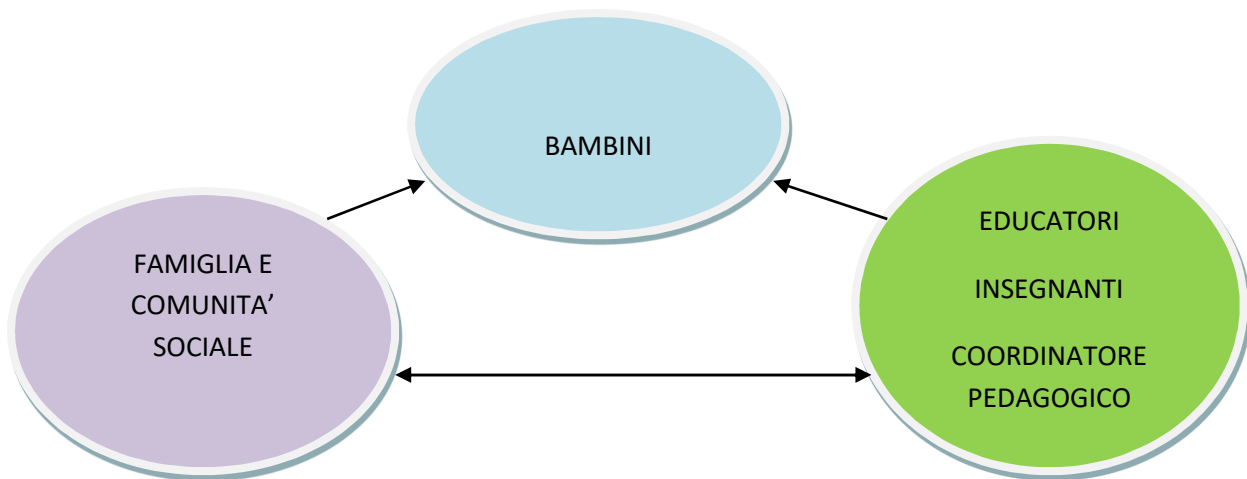 BAMBINI
FAMIGLIA E
COMUNITA’
SOCIALE
EDUCATORI
INSEGNANTI
COORDINATORE
PEDAGOGICO